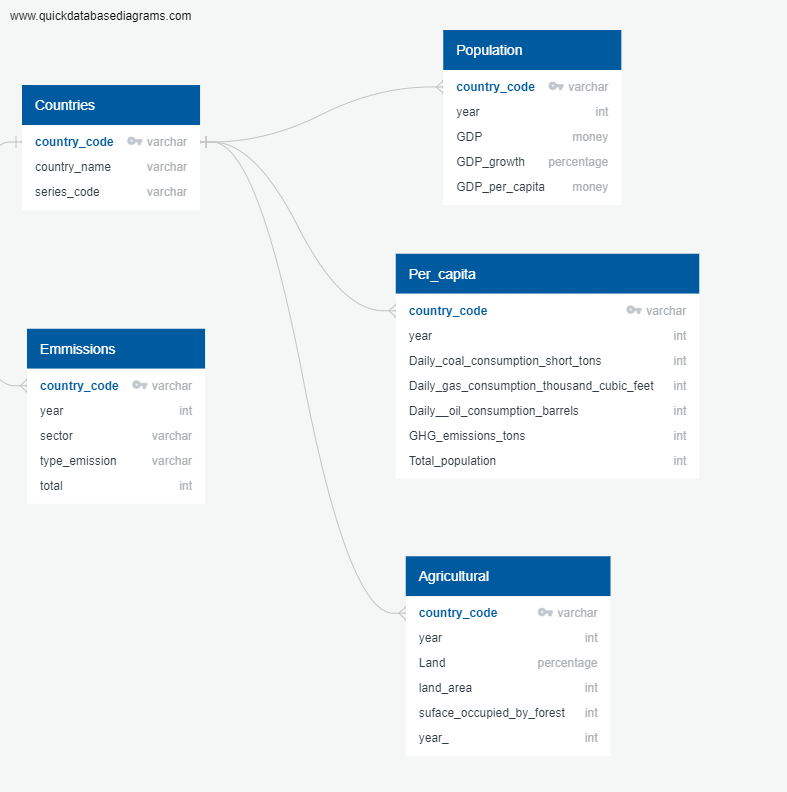 www.quickdatabasediagrams.com
Countries
country_code varchar
country_name varchar
series_code varchar
Emmissions
country_code varchar
year int
sector varchar
type_emission varchar
total int
Population
country_code varchar
year int
GDP money
GDP_growth percentage
GDP_per_capita money
Per_capita
country_code varchar
year int
Daily_coal_consumption_short_tons int
Daily_gas_consumption_thousand_cubic_feet int
Daily__oil_consumption_barrels int
GHG_emissions_tons int
Total_population int
Agricultural
country_code varchar
year int
Land percentage
land_area int
suface_occupied_by_forest int
year_ int